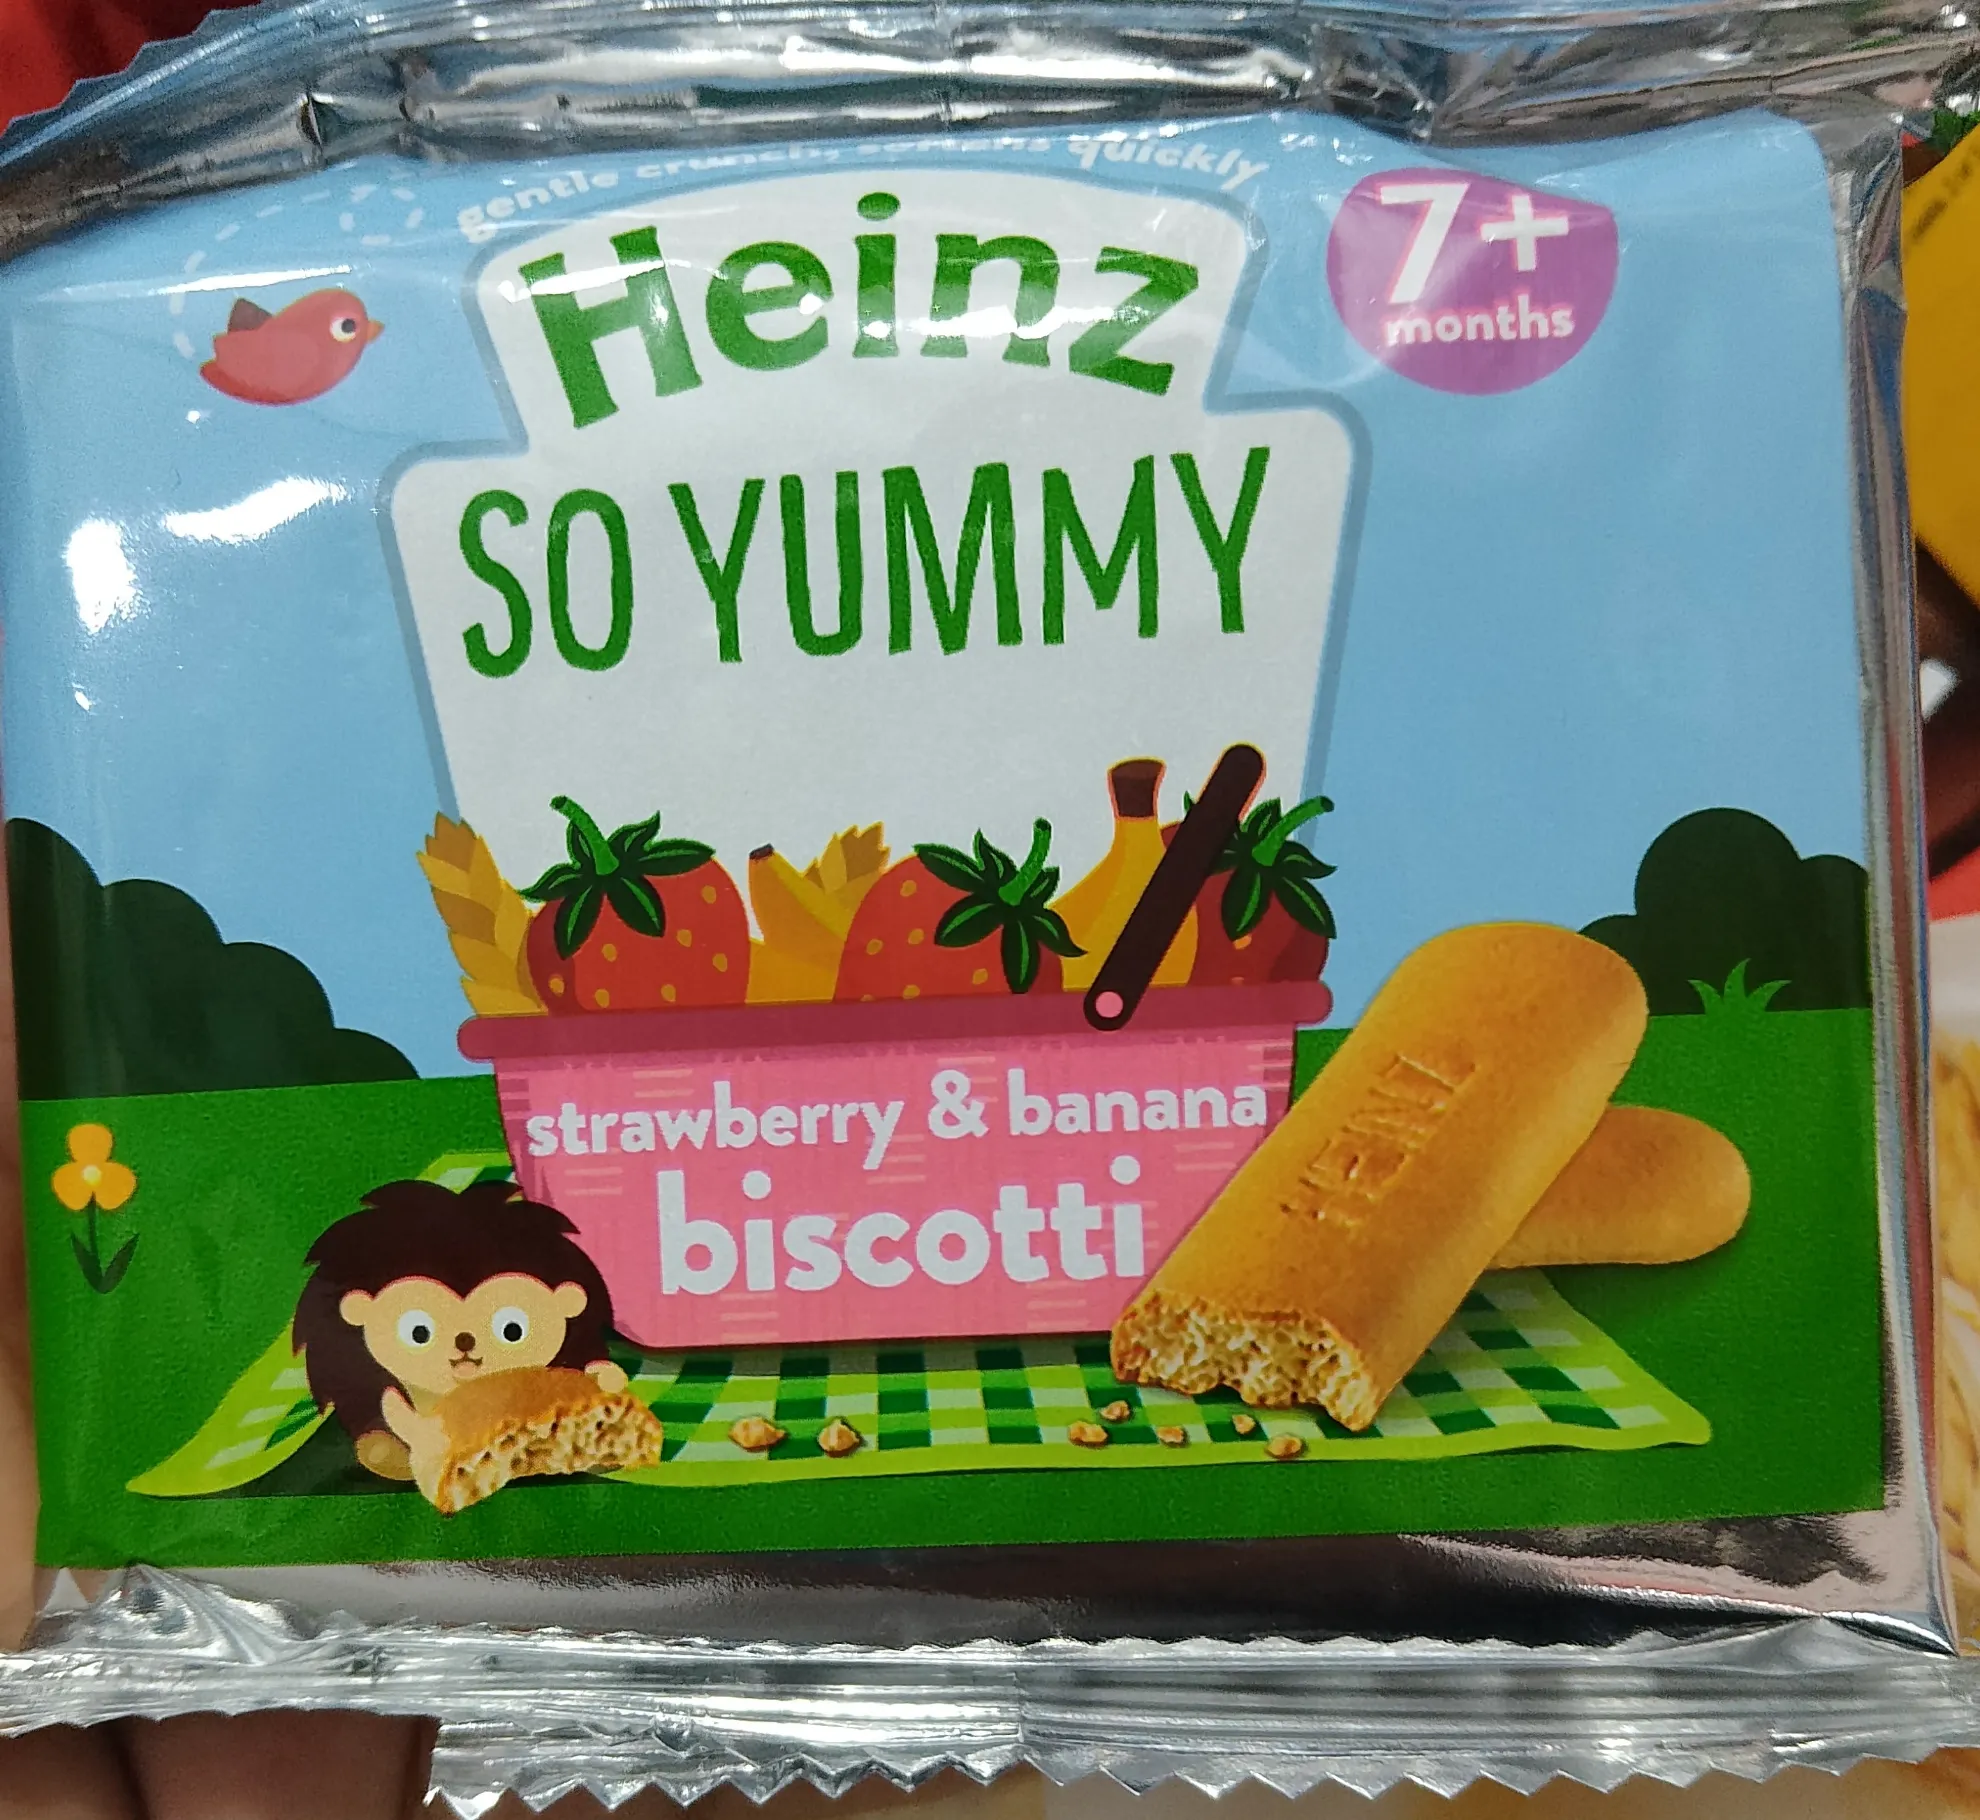 gentle crunch, softens quickly
Heinz
7+
months
SO YUMMY
strawberry & banana
biscotti
HEINZ